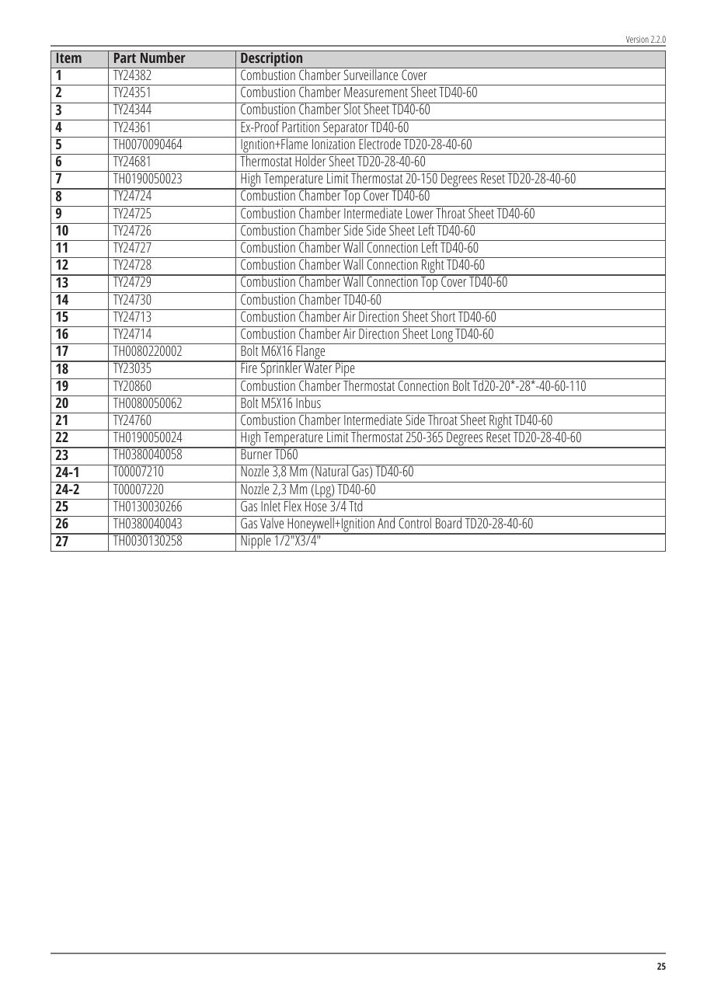 Version 2.2.0
Item Part Number Description
1 TY24382 Combustion Chamber Surveillance Cover
2 TY24351 Combustion Chamber Measurement Sheet TD40-60
3 TY24344 Combustion Chamber Slot Sheet TD40-60
4 TY24361 Ex-Proof Partition Separator TD40-60
5 TH0070090464 Ignıtion+Flame Ionization Electrode TD20-28-40-60
6 TY24681 Thermostat Holder Sheet TD20-28-40-60
7 TH0190050023 High Temperature Limit Thermostat 20-150 Degrees Reset TD20-28-40-60
8 TY24724 Combustion Chamber Top Cover TD40-60
9 TY24725 Combustion Chamber Intermediate Lower Throat Sheet TD40-60
10 TY24726 Combustion Chamber Side Side Sheet Left TD40-60
11 TY24727 Combustion Chamber Wall Connection Left TD40-60
12 TY24728 Combustion Chamber Wall Connection Rıght TD40-60
13 TY24729 Combustion Chamber Wall Connection Top Cover TD40-60
14 TY24730 Combustion Chamber TD40-60
15 TY24713 Combustion Chamber Air Direction Sheet Short TD40-60
16 TY24714 Combustion Chamber Air Directıon Sheet Long TD40-60
17 TH0080220002 Bolt M6X16 Flange
18 TY23035 Fire Sprinkler Water Pipe
19 TY20860 Combustion Chamber Thermostat Connection Bolt Td20-20*-28*-40-60-110
20 TH0080050062 Bolt M5X16 Inbus
21 TY24760 Combustion Chamber Intermediate Side Throat Sheet Rıght TD40-60
22 TH0190050024 Hıgh Temperature Limit Thermostat 250-365 Degrees Reset TD20-28-40-60
23 TH0380040058 Burner TD60
24-1 T00007210 Nozzle 3,8 Mm (Natural Gas) TD40-60
24-2 T00007220 Nozzle 2,3 Mm (Lpg) TD40-60
25 TH0130030266 Gas Inlet Flex Hose 3/4 Ttd
26 TH0380040043 Gas Valve Honeywell+Ignition And Control Board TD20-28-40-60
27 TH0030130258 Nipple 1/2"X3/4"
25